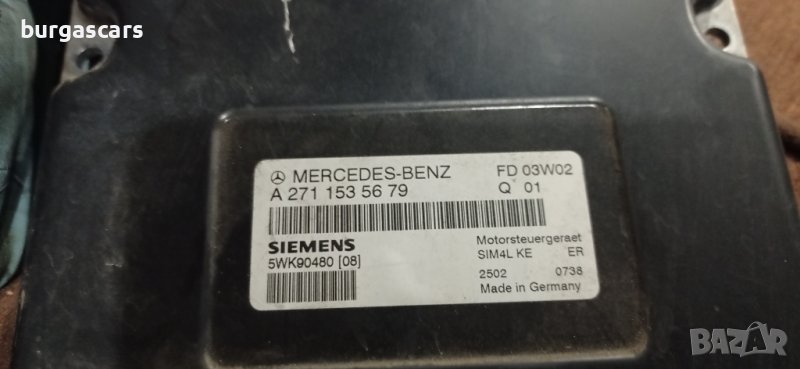 burgascars
MERCEDES-BENZ FD 03W02
A 271 153 56 79 Q 01
SIEMENS Motorsteuergeraet
5WK90480 [08] SIM4L KE ER
2502 0738
Made in Germany
BAZAR